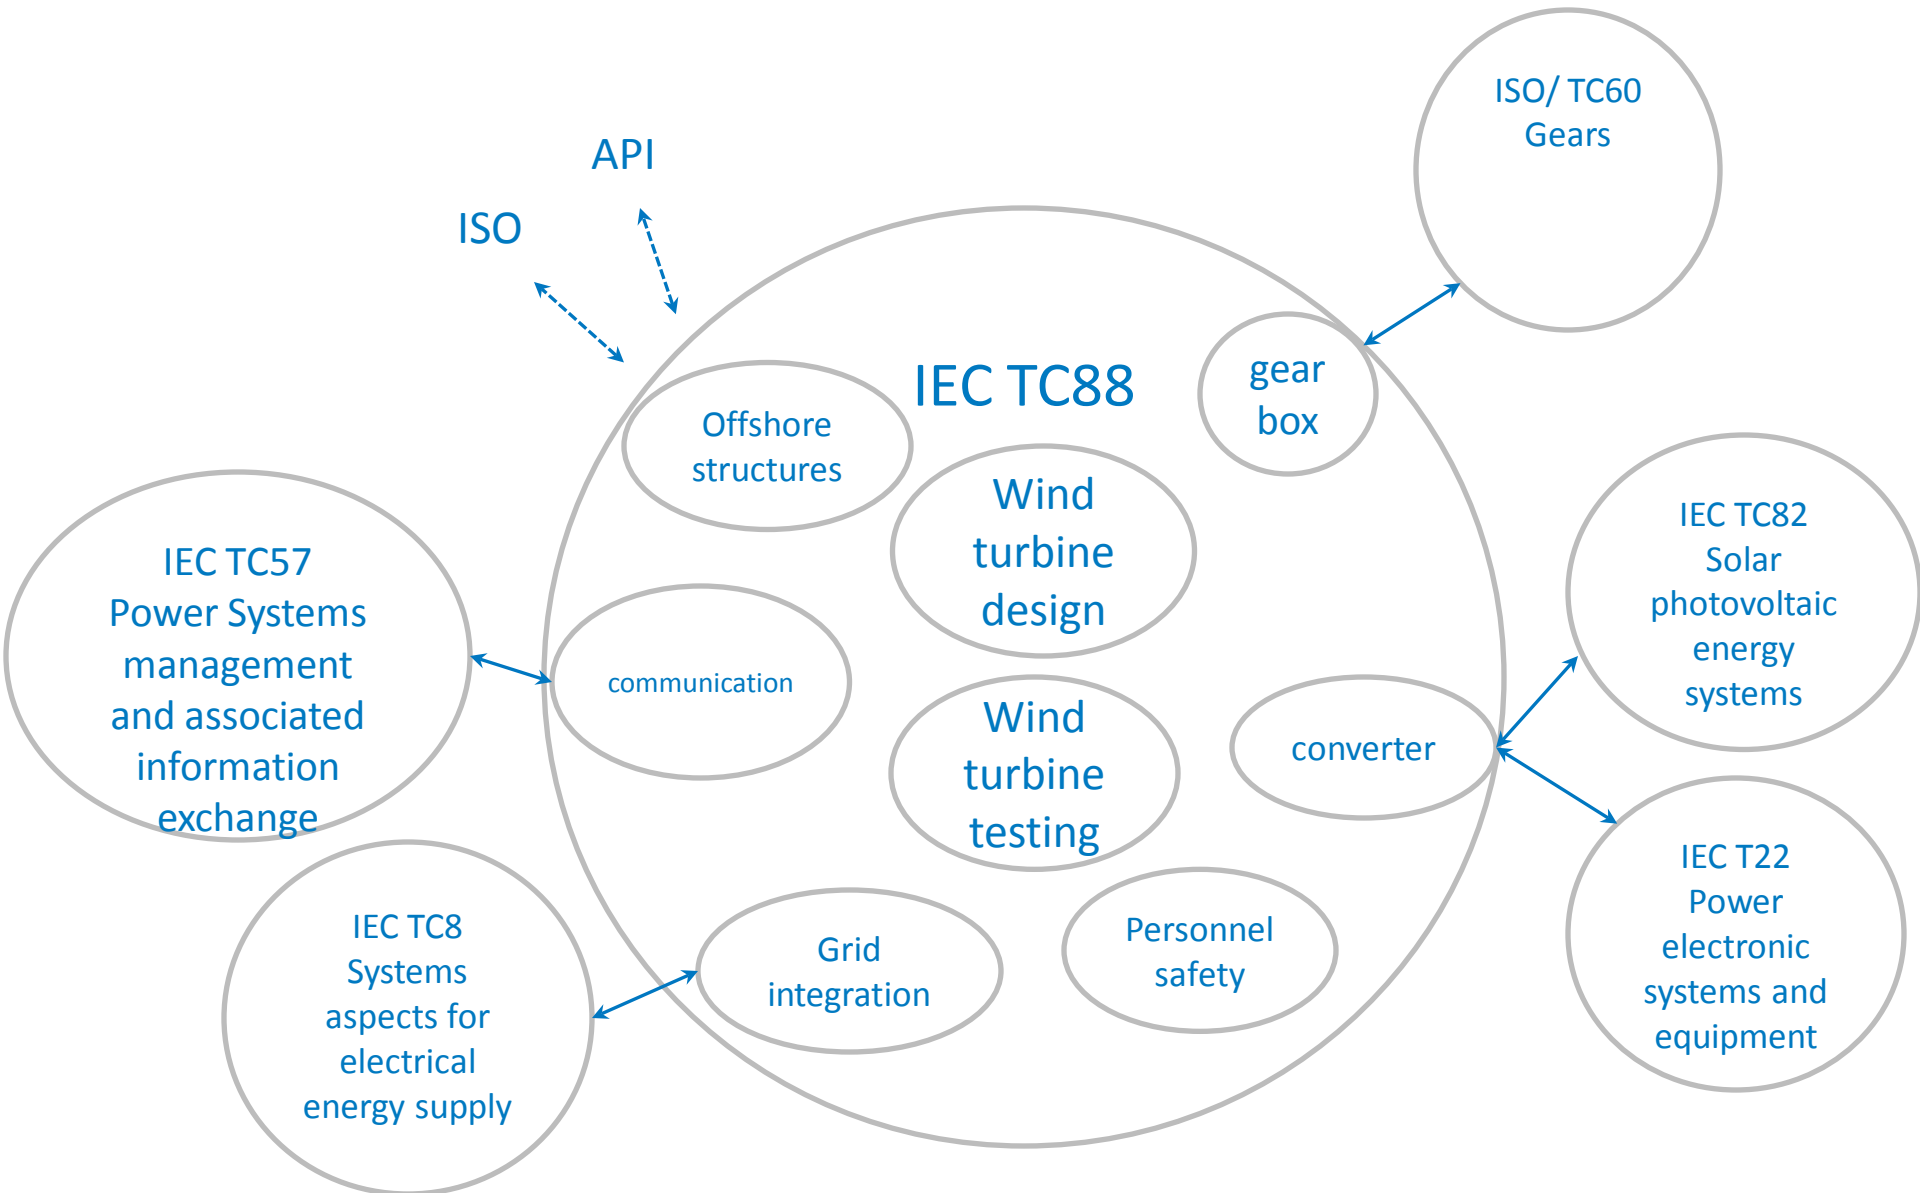 ISO/ TC60
Gears
API
ISO
IEC TC88
gear
box
Offshore
structures
Wind
turbine
design
IEC TC57
Power Systems
management
and associated
information
exchange
communication
Wind
turbine
testing
converter
IEC TC82
Solar
photovoltaic
energy
systems
IEC T22
Power
electronic
systems and
equipment
IEC TC8
Systems
aspects for
electrical
energy supply
Grid
integration
Personnel
safety